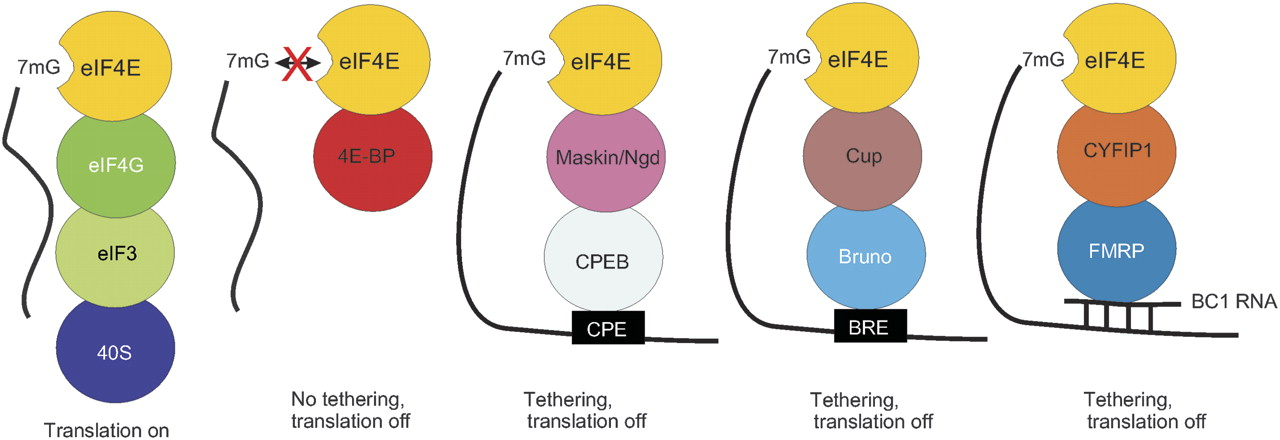 7mG
eIF4E
eIF4G
eIF3
40S
Translation on
7mG
X
eIF4E
4E-BP
No tethering,
translation off
7mG
eIF4E
Maskin/Ngd
CPEB
CPE
Tethering,
translation off
7mG
eIF4E
Cup
Bruno
BRE
Tethering,
translation off
7mG
eIF4E
CYFIP1
FMRP
BC1 RNA
Tethering,
translation off